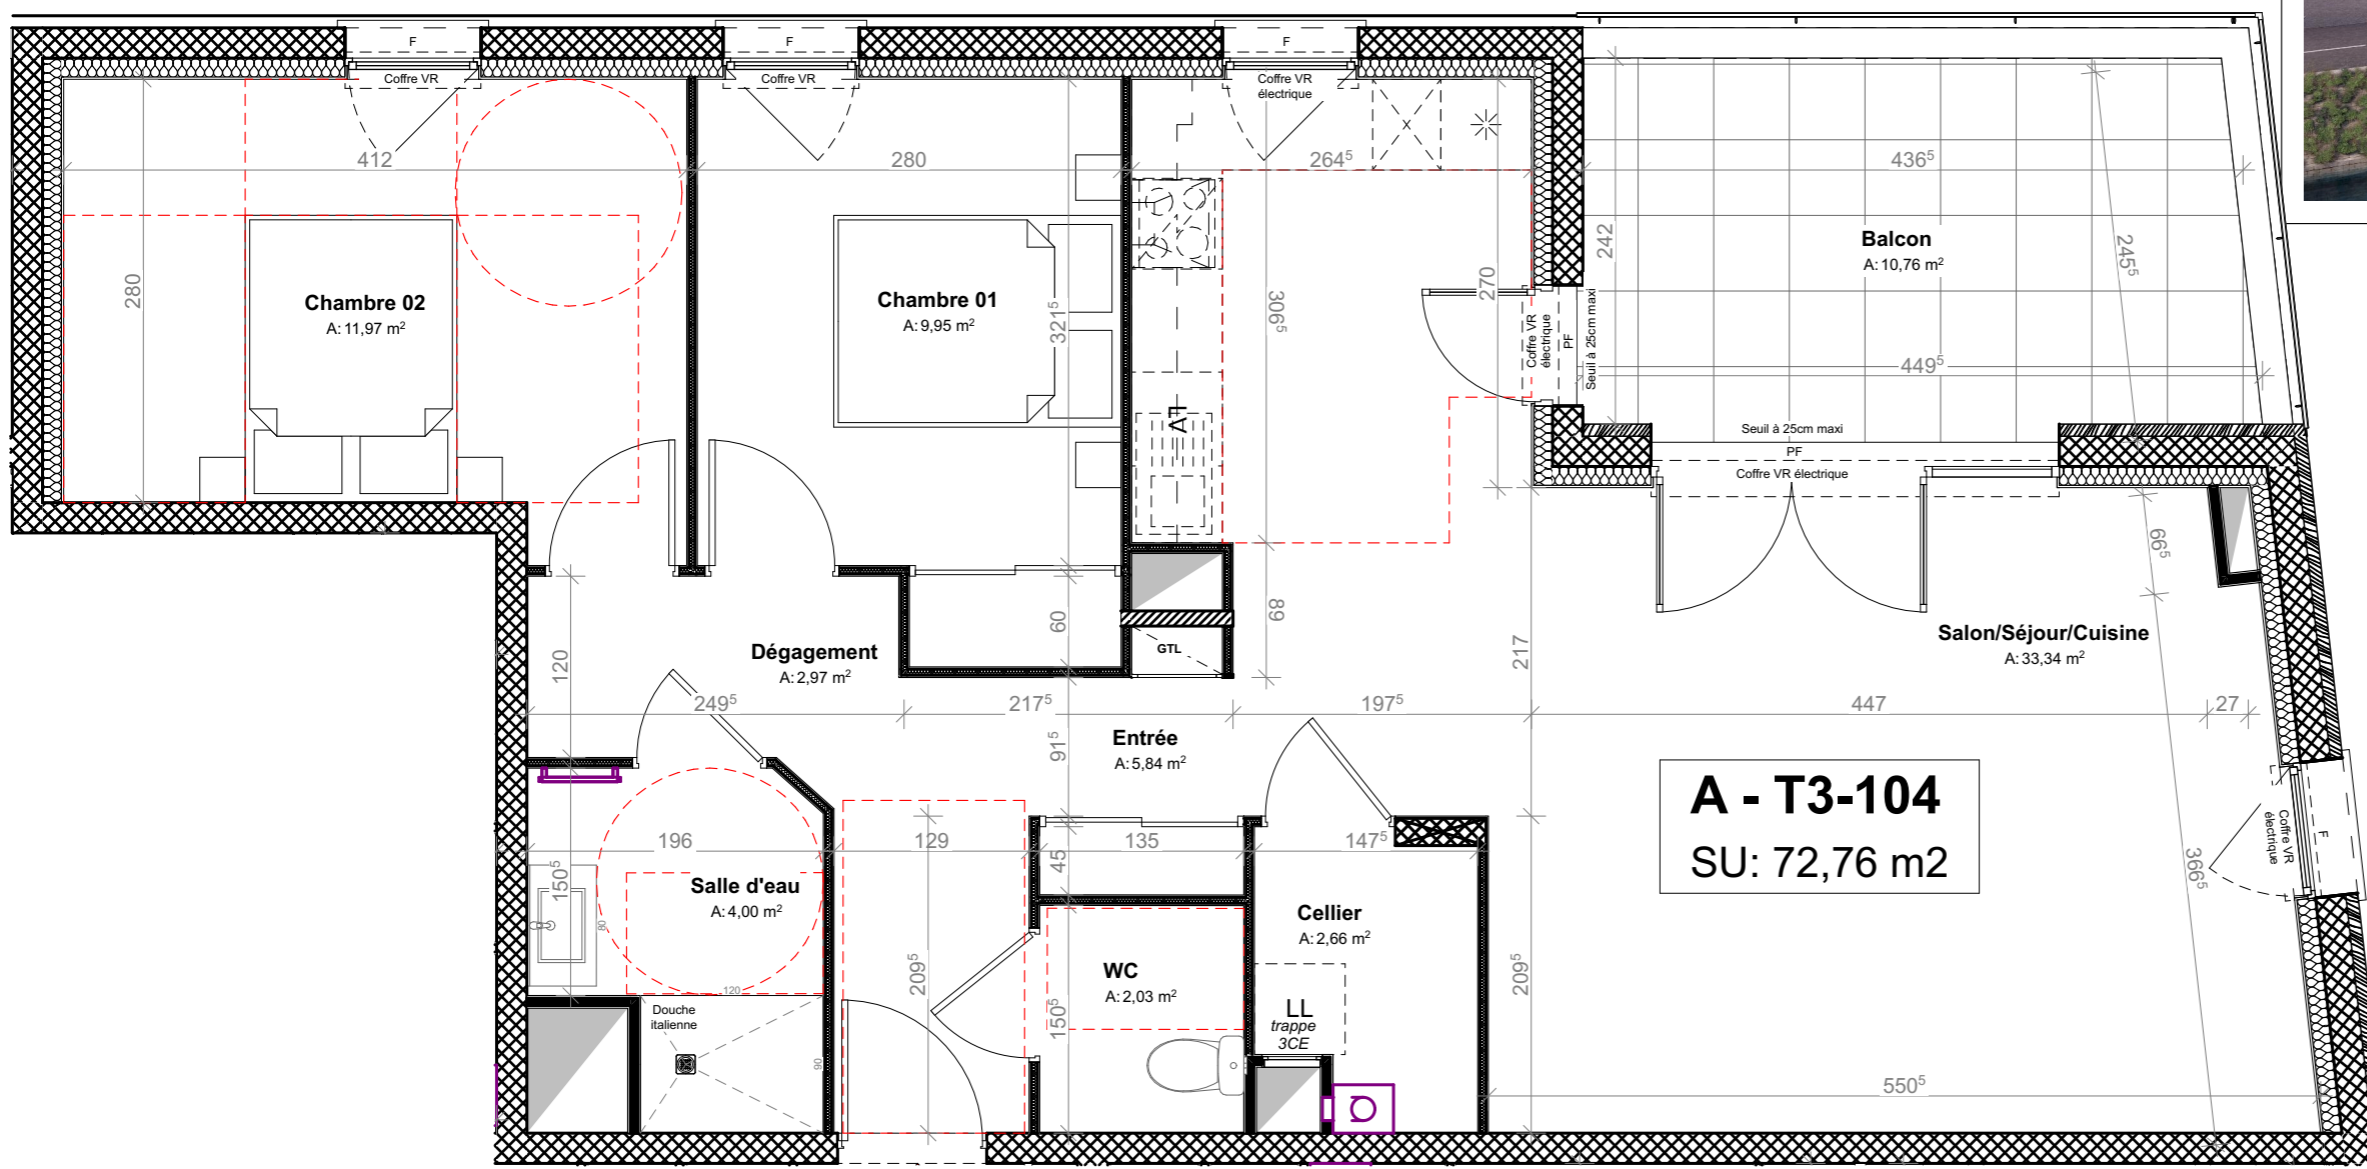 F
F
F
Coffre VR
Coffre VR
Coffre VR
électrique
412
280
264⁵
436⁵
280
Chambre 02
A: 11,97 m²
Chambre 01
A: 9,95 m²
321⁵
306⁵
270
242
Balcon
A: 10,76 m²
245⁵
Coffre VR
électrique
PF
Seuil à 25cm maxi
449⁵
LV
Seuil à 25cm maxi
PF
Coffre VR électrique
66⁵
120
Dégagement
A: 2,97 m²
60
GTL
68
217
Salon/Séjour/Cuisine
A: 33,34 m²
249⁵
217⁵
197⁵
447
27
91⁵
Entrée
A: 5,84 m²
A - T3-104
SU: 72,76 m2
Coffre VR
électrique
F
366⁵
196
129
45
135
147⁵
150⁵
80
Salle d'eau
A: 4,00 m²
Cellier
A: 2,66 m²
209⁵
WC
A: 2,03 m²
150⁵
209⁵
120
Douche
italienne
90
LL
trappe
3CE
550⁵